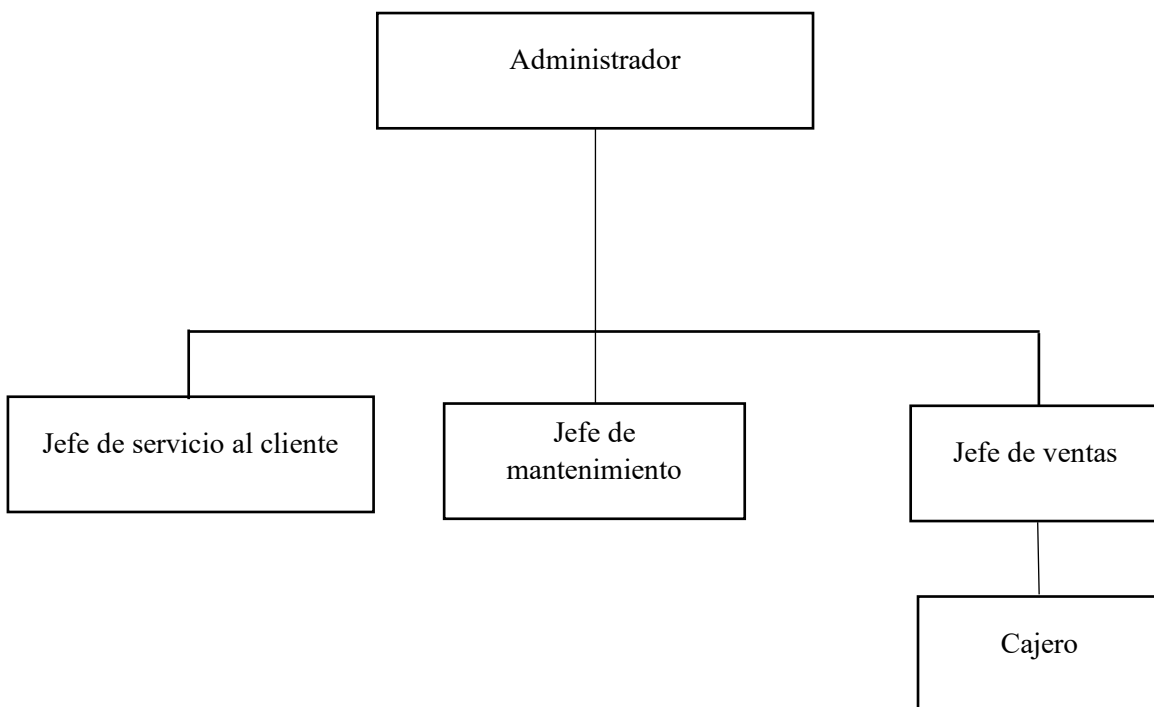 Administrador
Jefe de servicio al cliente
Jefe de
mantenimiento
Jefe de ventas
Cajero